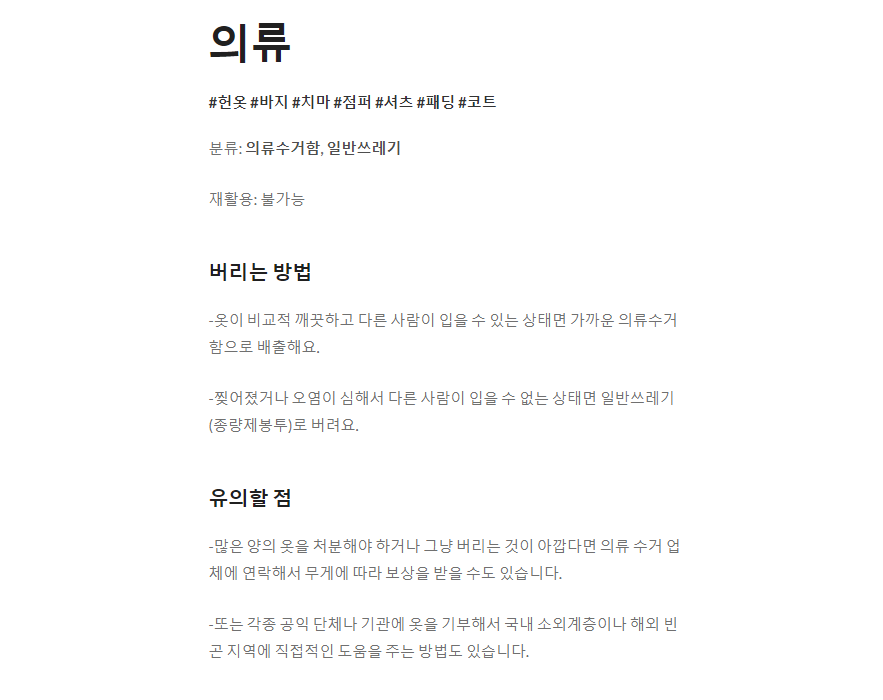 의류
#헌옷 #바지 #치마 #점퍼 #셔츠 #패딩 #코트
분류: 의류수거함, 일반쓰레기
재활용: 불가능
버리는 방법
-옷이 비교적 깨끗하고 다른 사람이 입을 수 있는 상태면 가까운 의류수거
함으로 배출해요.
-찢어졌거나 오염이 심해서 다른 사람이 입을 수 없는 상태면 일반쓰레기
(종량제봉투)로 버려요.
유의할 점
-많은 양의 옷을 처분해야 하거나 그냥 버리는 것이 아깝다면 의류 수거 업
체에 연락해서 무게에 따라 보상을 받을 수도 있습니다.
-또는 각종 공익 단체나 기관에 옷을 기부해서 국내 소외계층이나 해외 빈
곤 지역에 직접적인 도움을 주는 방법도 있습니다.